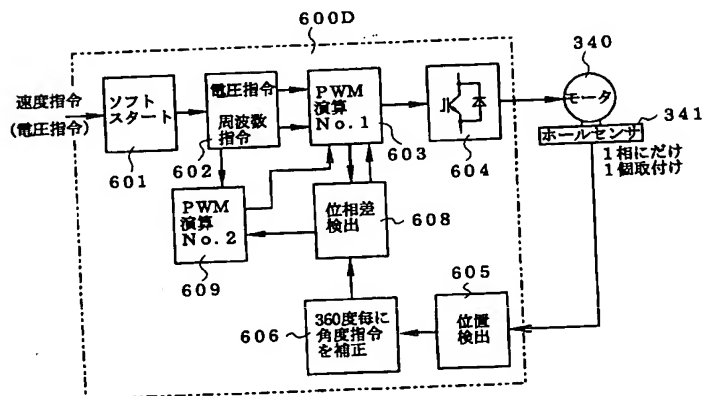 600D
340
速度指令
(電圧指令)
ソフト
スタート
601
電圧指令
周波数
指令
602
PWM
演算
No.1
603
604
モータ
341
ホールセンサ
1相にだけ
1個取付け
PWM
演算
No.2
609
位相差
検出
608
606
360度毎に
角度指令
を補正
605
位置
検出